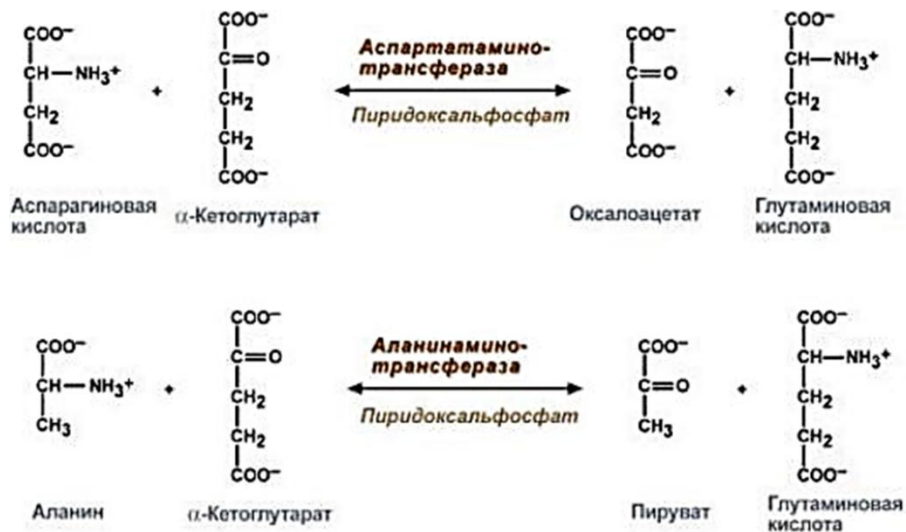 COO⁻ COO⁻ COO⁻ COO⁻
CH—NH₃⁺ + C=O Аспартатамино-
трансфераза C=O + CH—NH₃⁺
CH₂ CH₂ Пиридоксальфосфат CH₂ CH₂
COO⁻ CH₂ COO⁻ CH₂
COO⁻ COO⁻
Аспарагиновая
кислота
α-Кетоглутарат
Оксалоацетат
Глутаминовая
кислота
COO⁻ COO⁻
COO⁻ C=O Аланинамино-
трансфераза COO⁻ CH—NH₃⁺
CH—NH₃⁺ + CH₂ Пиридоксальфосфат C=O + CH₂
CH₃ CH₂ CH₃ CH₂
COO⁻ COO⁻
Аланин
α-Кетоглутарат
Пируват
Глутаминовая
кислота